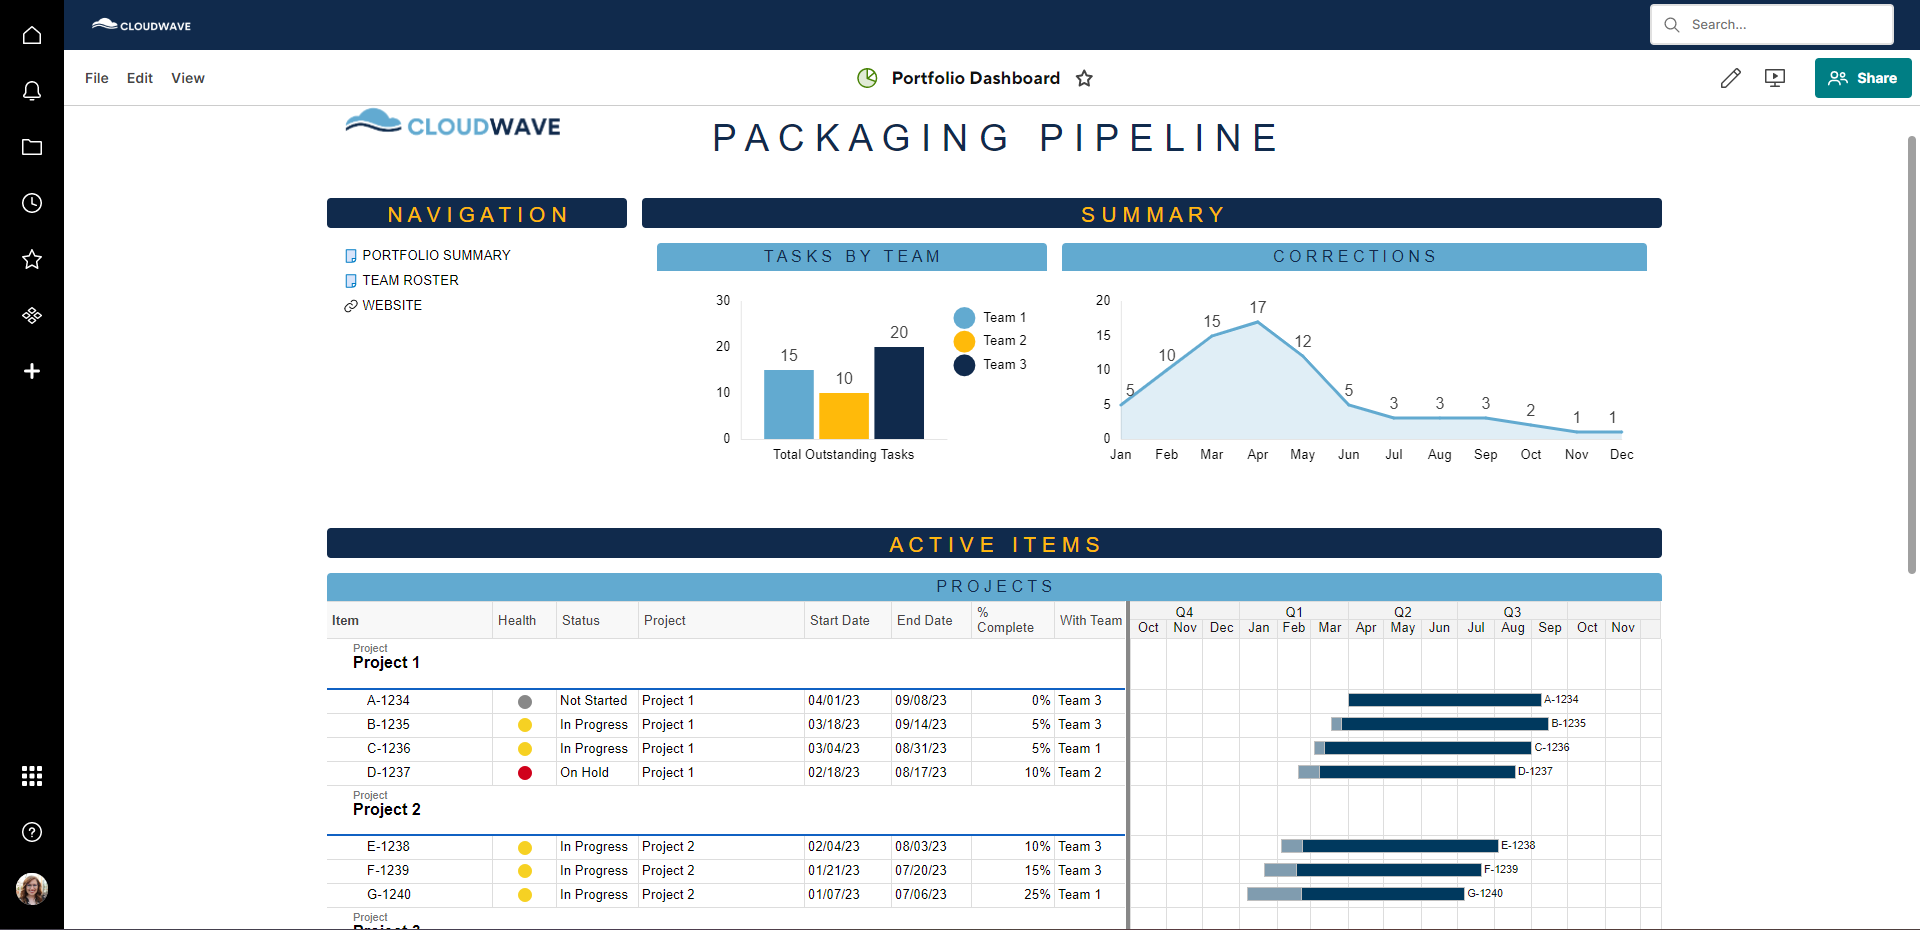 CLOUDWAVE
Search...
File Edit View
Portfolio Dashboard
Share
CLOUDWAVE
PACKAGING PIPELINE
NAVIGATION
PORTFOLIO SUMMARY
TEAM ROSTER
WEBSITE
SUMMARY
TASKS BY TEAM
30
20
10
0
15
10
20
Total Outstanding Tasks
Team 1
Team 2
Team 3
CORRECTIONS
20
15
10
5
0
5 10 15 17 12 5 3 3 3 2 1 1
Jan Feb Mar Apr May Jun Jul Aug Sep Oct Nov Dec
ACTIVE ITEMS
PROJECTS
Item Health Status Project Start Date End Date % Complete With Team
Q4 Q1 Q2 Q3
Oct Nov Dec Jan Feb Mar Apr May Jun Jul Aug Sep Oct Nov
Project
Project 1
A-1234 Not Started Project 1 04/01/23 09/08/23 0% Team 3 A-1234
B-1235 In Progress Project 1 03/18/23 09/14/23 5% Team 3 B-1235
C-1236 In Progress Project 1 03/04/23 08/31/23 5% Team 1 C-1236
D-1237 On Hold Project 1 02/18/23 08/17/23 10% Team 2 D-1237
Project
Project 2
E-1238 In Progress Project 2 02/04/23 08/03/23 10% Team 3 E-1238
F-1239 In Progress Project 2 01/21/23 07/20/23 15% Team 3 F-1239
G-1240 In Progress Project 2 01/07/23 07/06/23 25% Team 1 G-1240
Project